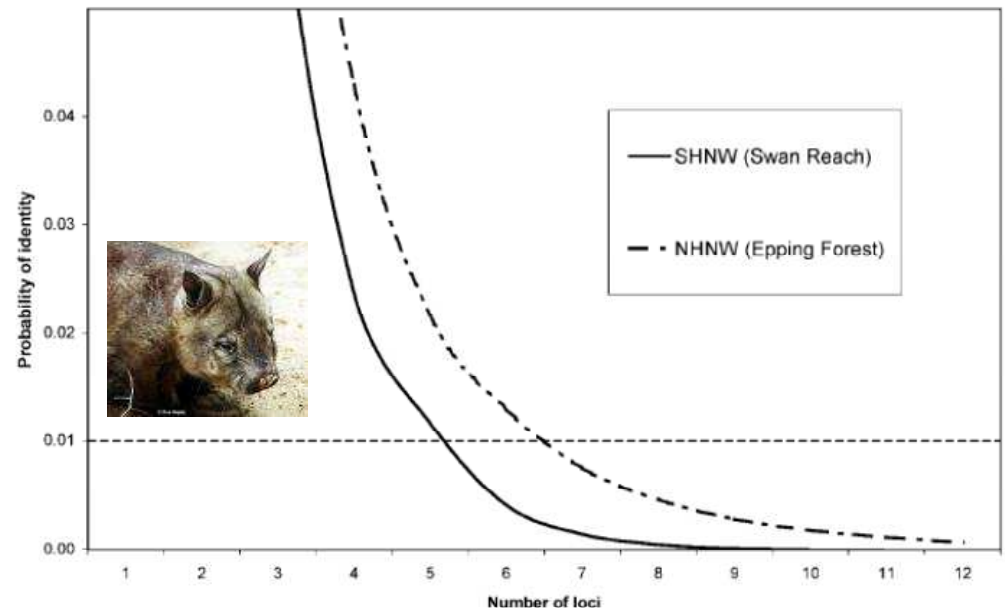 0.04
0.03
0.02
0.01
0.00
Probability of identity
SHNW (Swan Reach)
NHNW (Epping Forest)
1 2 3 4 5 6 7 8 9 10 11 12
Number of loci